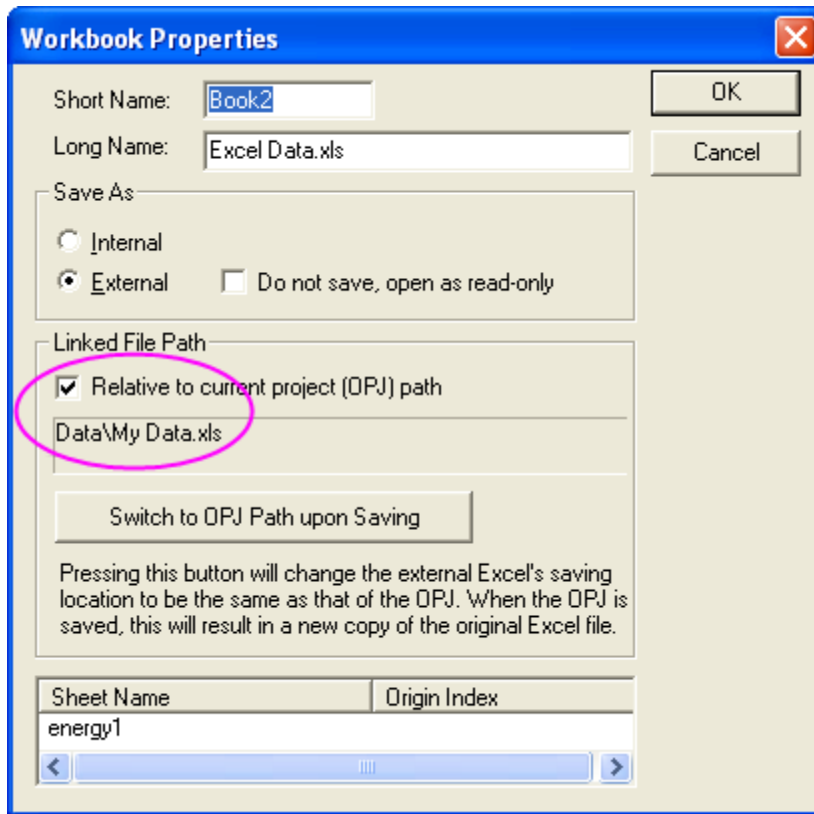 Workbook Properties
Short Name: Book2
OK
Long Name: Excel Data.xls
Cancel
Save As
Internal
External Do not save, open as read-only
Linked File Path
Relative to current project (OPJ) path
Data\My Data.xls
Switch to OPJ Path upon Saving
Pressing this button will change the external Excel's saving
location to be the same as that of the OPJ. When the OPJ is
saved, this will result in a new copy of the original Excel file.
Sheet Name Origin Index
energy1